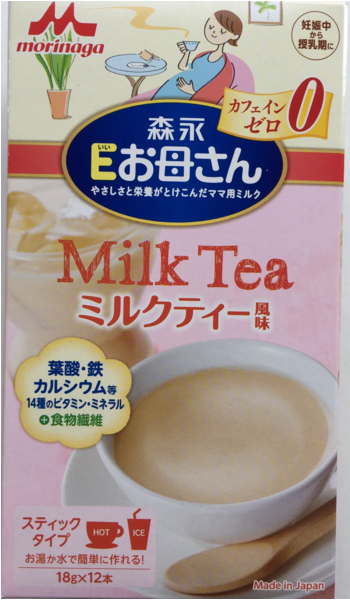 morinaga
妊娠中
から
授乳期に
カフェイン
ゼロ
0
森永
いい
Eお母さん
やさしさと栄養がとけこんだママ用ミルク
Milk Tea
ミルクティー風味
葉酸・鉄
カルシウム等
14種のビタミン・ミネラル
+食物繊維
スティック
タイプ
HOT
ICE
お湯か水で簡単に作れる!
18g×12本
Made in Japan